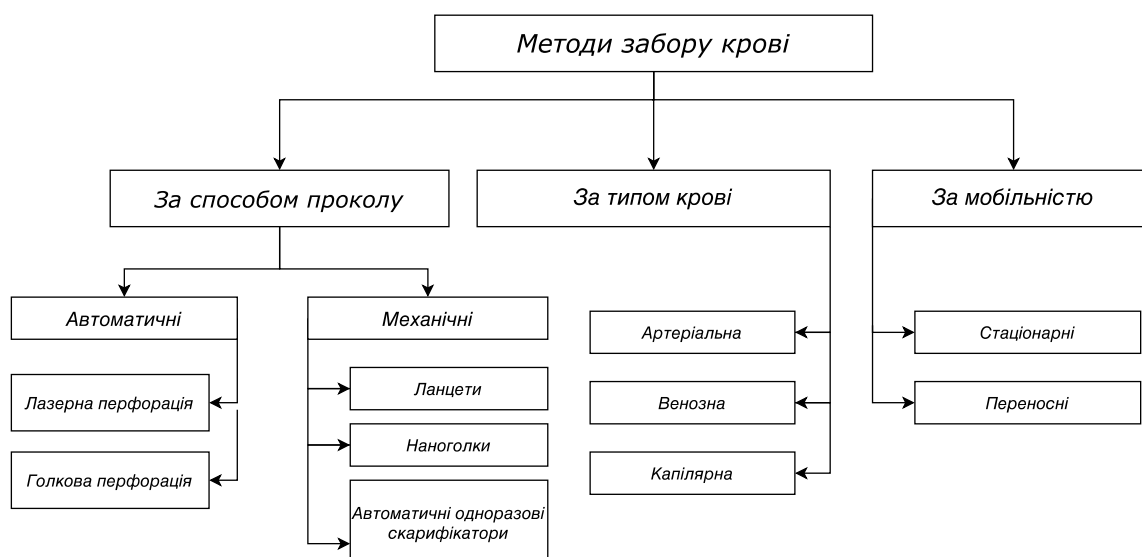 Методи забору крові
За способом проколу
За типом крові
За мобільністю
Автоматичні
Механічні
Лазерна перфорація
Голкова перфорація
Ланцети
Наноголки
Автоматичні одноразові
скарифікатори
Артеріальна
Венозна
Капілярна
Стаціонарні
Переносні